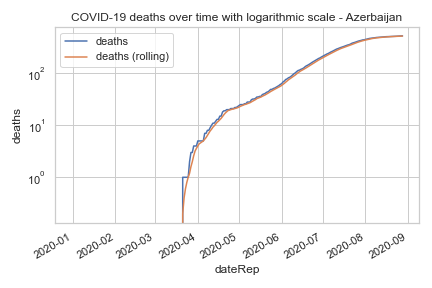 COVID-19 deaths over time with logarithmic scale - Azerbaijan
deaths
deaths (rolling)
10²
10¹
10⁰
deaths
2020-01
2020-02
2020-03
2020-04
2020-05
2020-06
2020-07
2020-08
2020-09
dateRep